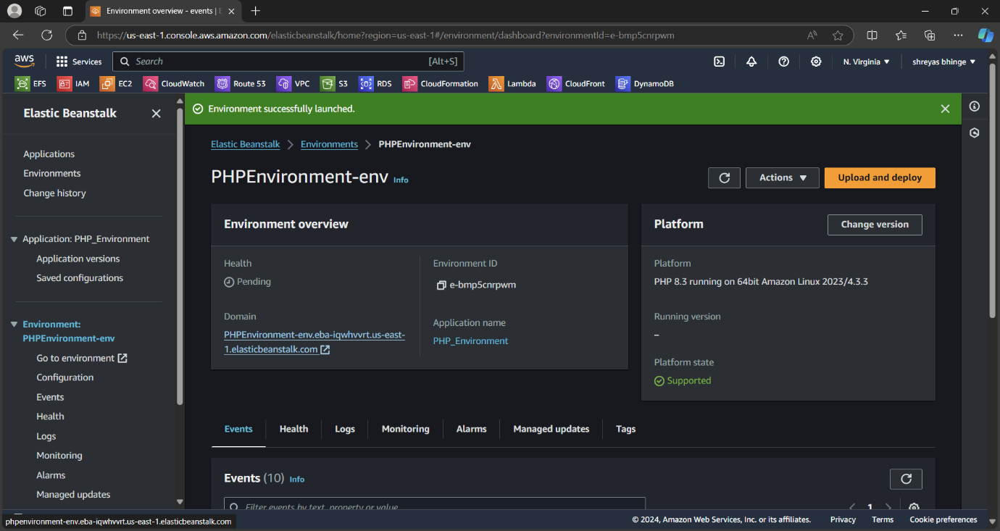 Environment overview - events | E
https://us-east-1.console.aws.amazon.com/elasticbeanstalk/home?region=us-east-1#/environment/dashboard?environmentId=e-bmp5cnrpwm
aws
Services
Search
[Alt+S]
N. Virginia
shreyas bhinge
EFS
IAM
EC2
CloudWatch
Route 53
VPC
S3
RDS
CloudFormation
Lambda
CloudFront
DynamoDB
Elastic Beanstalk
Applications
Environments
Change history
Application: PHP_Environment
Application versions
Saved configurations
Environment:
PHPEnvironment-env
Go to environment
Configuration
Events
Health
Logs
Monitoring
Alarms
Managed updates
Environment successfully launched.
Elastic Beanstalk
Environments
PHPEnvironment-env
PHPEnvironment-env Info
Actions
Upload and deploy
Environment overview
Health
Pending
Domain
PHPEnvironment-env.eba-iqwhvvrt.us-east-
1.elasticbeanstalk.com
Environment ID
e-bmp5cnrpwm
Application name
PHP_Environment
Platform
Change version
Platform
PHP 8.3 running on 64bit Amazon Linux 2023/4.3.3
Running version
–
Platform state
Supported
Events
Health
Logs
Monitoring
Alarms
Managed updates
Tags
Events (10) Info
Filter events by text, property or value
1
phpenvironment-env.eba-iqwhvvrt.us-east-1.elasticbeanstalk.com
© 2024, Amazon Web Services, Inc. or its affiliates.
Privacy
Terms
Cookie preferences